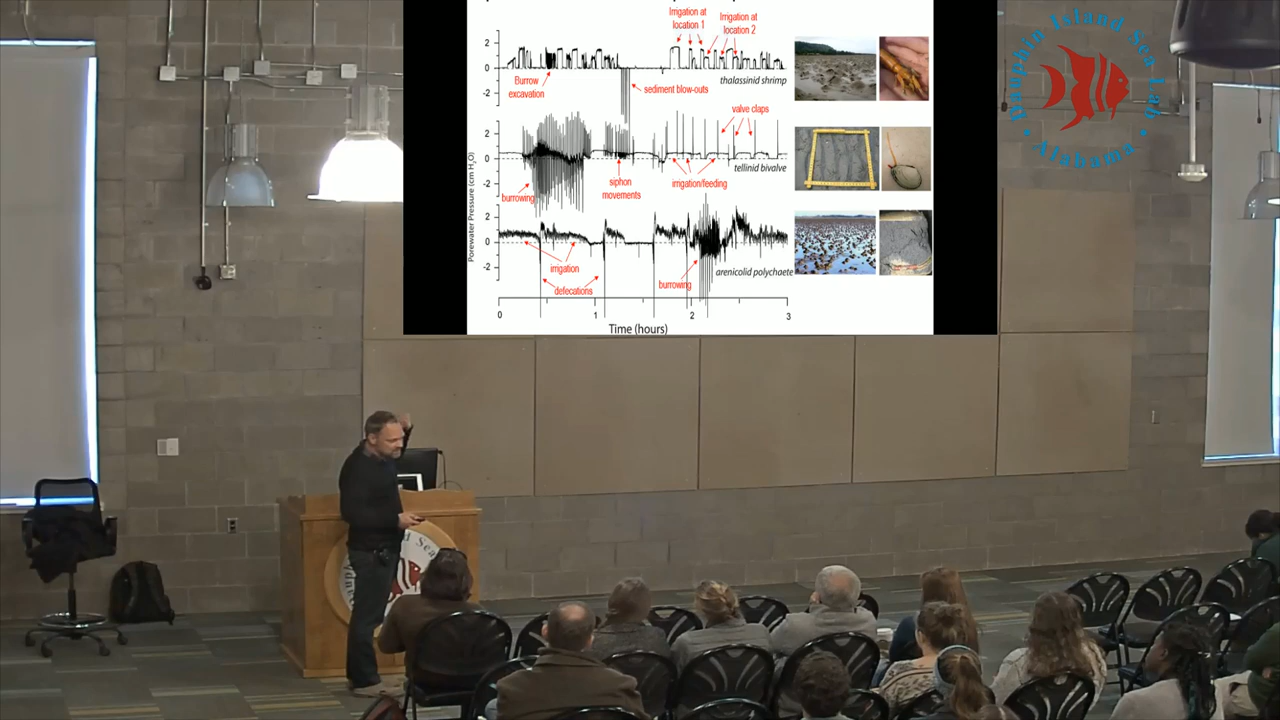 Irrigation at
location 1
Irrigation at
location 2
2
0
-2
Burrow
excavation
sediment blow-outs
thalassinid shrimp
valve claps
2
0
-2
burrowing
siphon
movements
irrigation/feeding
tellinid bivalve
Porewater Pressure (cm H2O)
2
0
-2
irrigation
defecations
burrowing
arenicolid polychaete
0
1
2
3
Time (hours)
Dauphin Island Sea Lab
Alabama